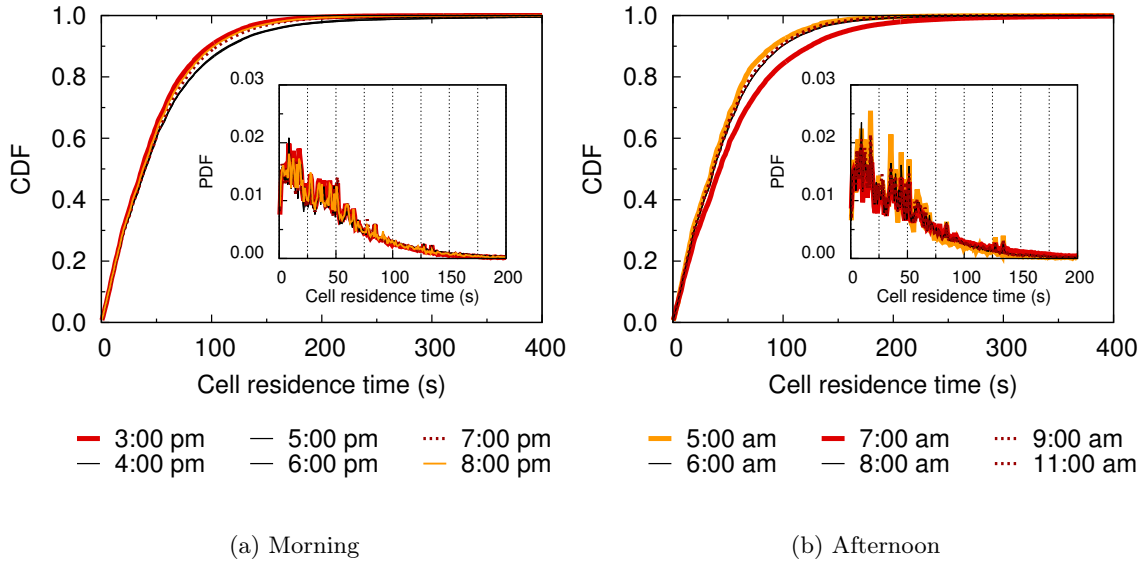 1.0
0.8
0.6
0.4
0.2
0.0
CDF
0
100
200
300
400
Cell residence time (s)
0.03
0.02
0.01
0.00
PDF
0
50
100
150
200
Cell residence time (s)
3:00 pm
5:00 pm
7:00 pm
4:00 pm
6:00 pm
8:00 pm
(a) Morning
1.0
0.8
0.6
0.4
0.2
0.0
CDF
0
100
200
300
400
Cell residence time (s)
0.03
0.02
0.01
0.00
PDF
0
50
100
150
200
Cell residence time (s)
5:00 am
7:00 am
9:00 am
6:00 am
8:00 am
11:00 am
(b) Afternoon